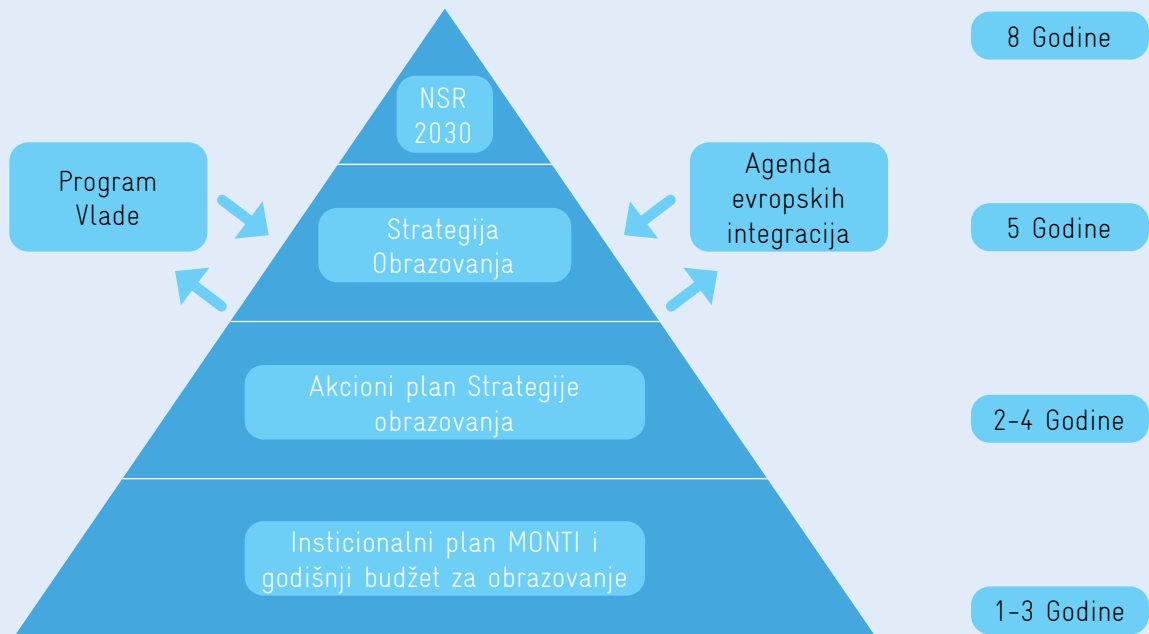 8 Godine
NSR
2030
Program
Vlade
Agenda
evropskih
integracija
Strategija
Obrazovanja
5 Godine
Akcioni plan Strategije
obrazovanja
2-4 Godine
Insticionalni plan MONTI i
godišnji budžet za obrazovanje
1-3 Godine